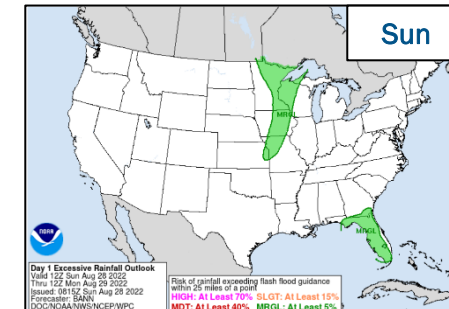 Sun
MRGL
MRGL
NOAA
Day 1 Excessive Rainfall Outlook
Valid 12Z Sun Aug 28 2022
Thru 12Z Mon Aug 29 2022
Issued: 0815Z Sun Aug 28 2022
Forecaster: BANN
DOC/NOAA/NWS/NCEP/WPC
Risk of rainfall exceeding flash flood guidance
within 25 miles of a point
HIGH: At Least 70% SLGT: At Least 15%
MDT: At Least 40% MRGL: At Least 5%